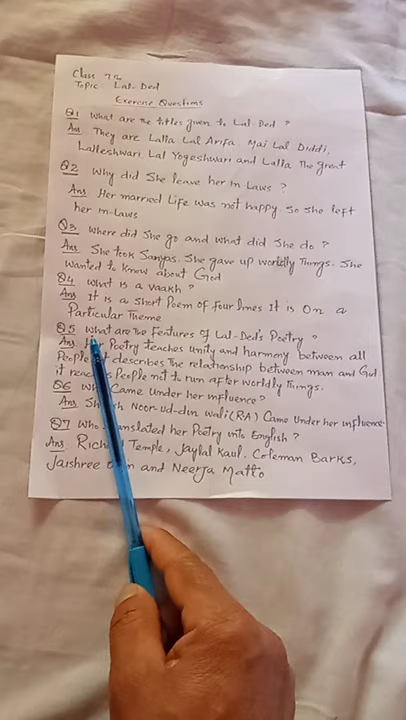 Class 7th
Topic Lal-Ded
Exercise Questions
Q1 What are the titles given to Lal-Ded ?
Ans They are Lalla Lal Arifa, Mai Lal Diddi,
Lalleshwari, Lal Yogeshwari and Lalla The great
Q2 Why did She leave her in Laws ?
Ans Her married Life was not happy. So she left
her in-Laws
Q3 Where did She go and what did She do ?
Ans She took Sanyas. She gave up worldly Things. She
wanted to know about God
Q4 What is a vaakh ?
Ans It is a Short Poem of four lines It is On a
Particular Theme
Q5 What are the features of Lal-Ded's Poetry ?
Ans Her Poetry teaches unity and harmony between all
People describes the relationship between man and God.
it People not to run after worldly Things.
Q6 Who Came Under her influence ?
Ans Noor-ud-din wali (RA) Came Under her influence
Q7 Who translated her Poetry into English ?
Ans. Temple, Jaylal Kaul, Coleman Barks,
Jaishree and Neerja Matto